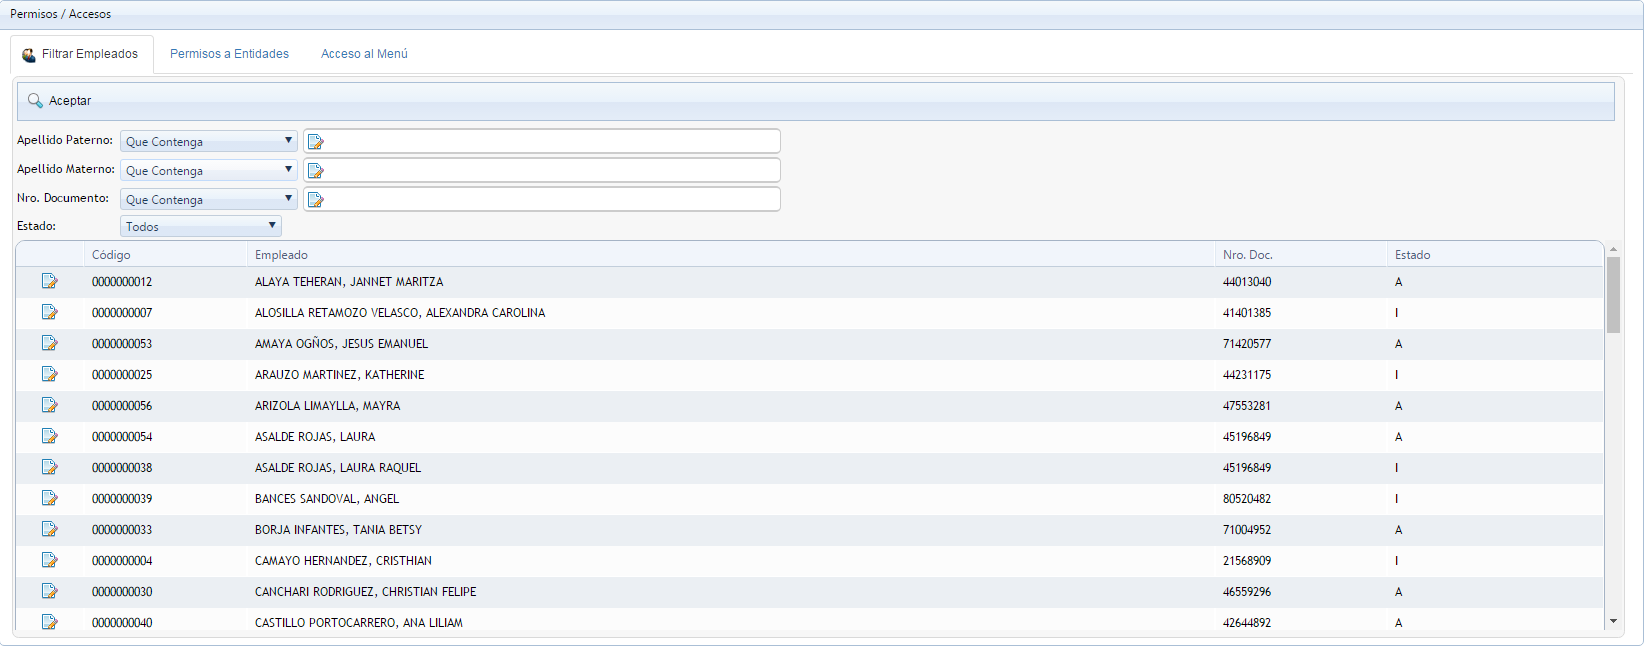 Permisos / Accesos
Filtrar Empleados Permisos a Entidades Acceso al Menú
Aceptar
Apellido Paterno: Que Contenga
Apellido Materno: Que Contenga
Nro. Documento: Que Contenga
Estado: Todos
Código Empleado Nro. Doc. Estado
0000000012 ALAYA TEHERAN, JANNET MARITZA 44013040 A
0000000007 ALOSILLA RETAMOZO VELASCO, ALEXANDRA CAROLINA 41401385 I
0000000053 AMAYA OGÑOS, JESUS EMANUEL 71420577 A
0000000025 ARAUZO MARTINEZ, KATHERINE 44231175 I
0000000056 ARIZOLA LIMAYLLA, MAYRA 47553281 A
0000000054 ASALDE ROJAS, LAURA 45196849 A
0000000038 ASALDE ROJAS, LAURA RAQUEL 45196849 I
0000000039 BANCES SANDOVAL, ANGEL 80520482 I
0000000033 BORJA INFANTES, TANIA BETSY 71004952 A
0000000004 CAMAYO HERNANDEZ, CRISTHIAN 21568909 I
0000000030 CANCHARI RODRIGUEZ, CHRISTIAN FELIPE 46559296 A
0000000040 CASTILLO PORTOCARRERO, ANA LILIAM 42644892 A